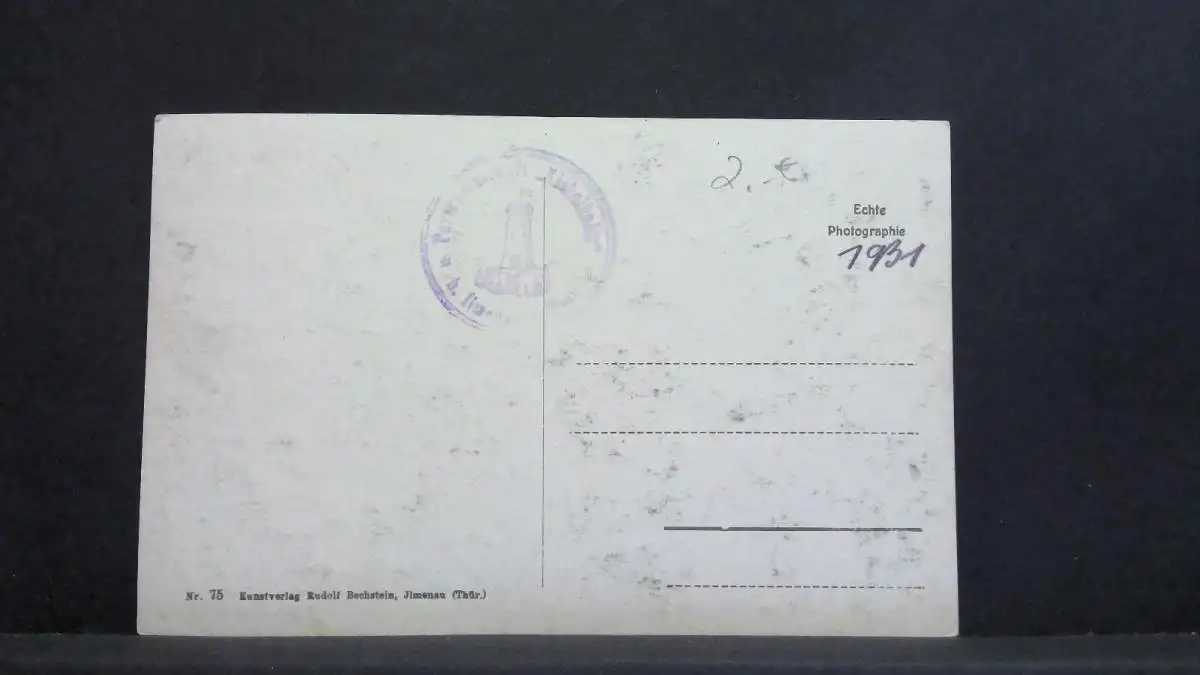 2.-€
Echte
Photographie
1931
Nr. 75 Kunstverlag Rudolf Bechstein, Jlmenau (Thür.)